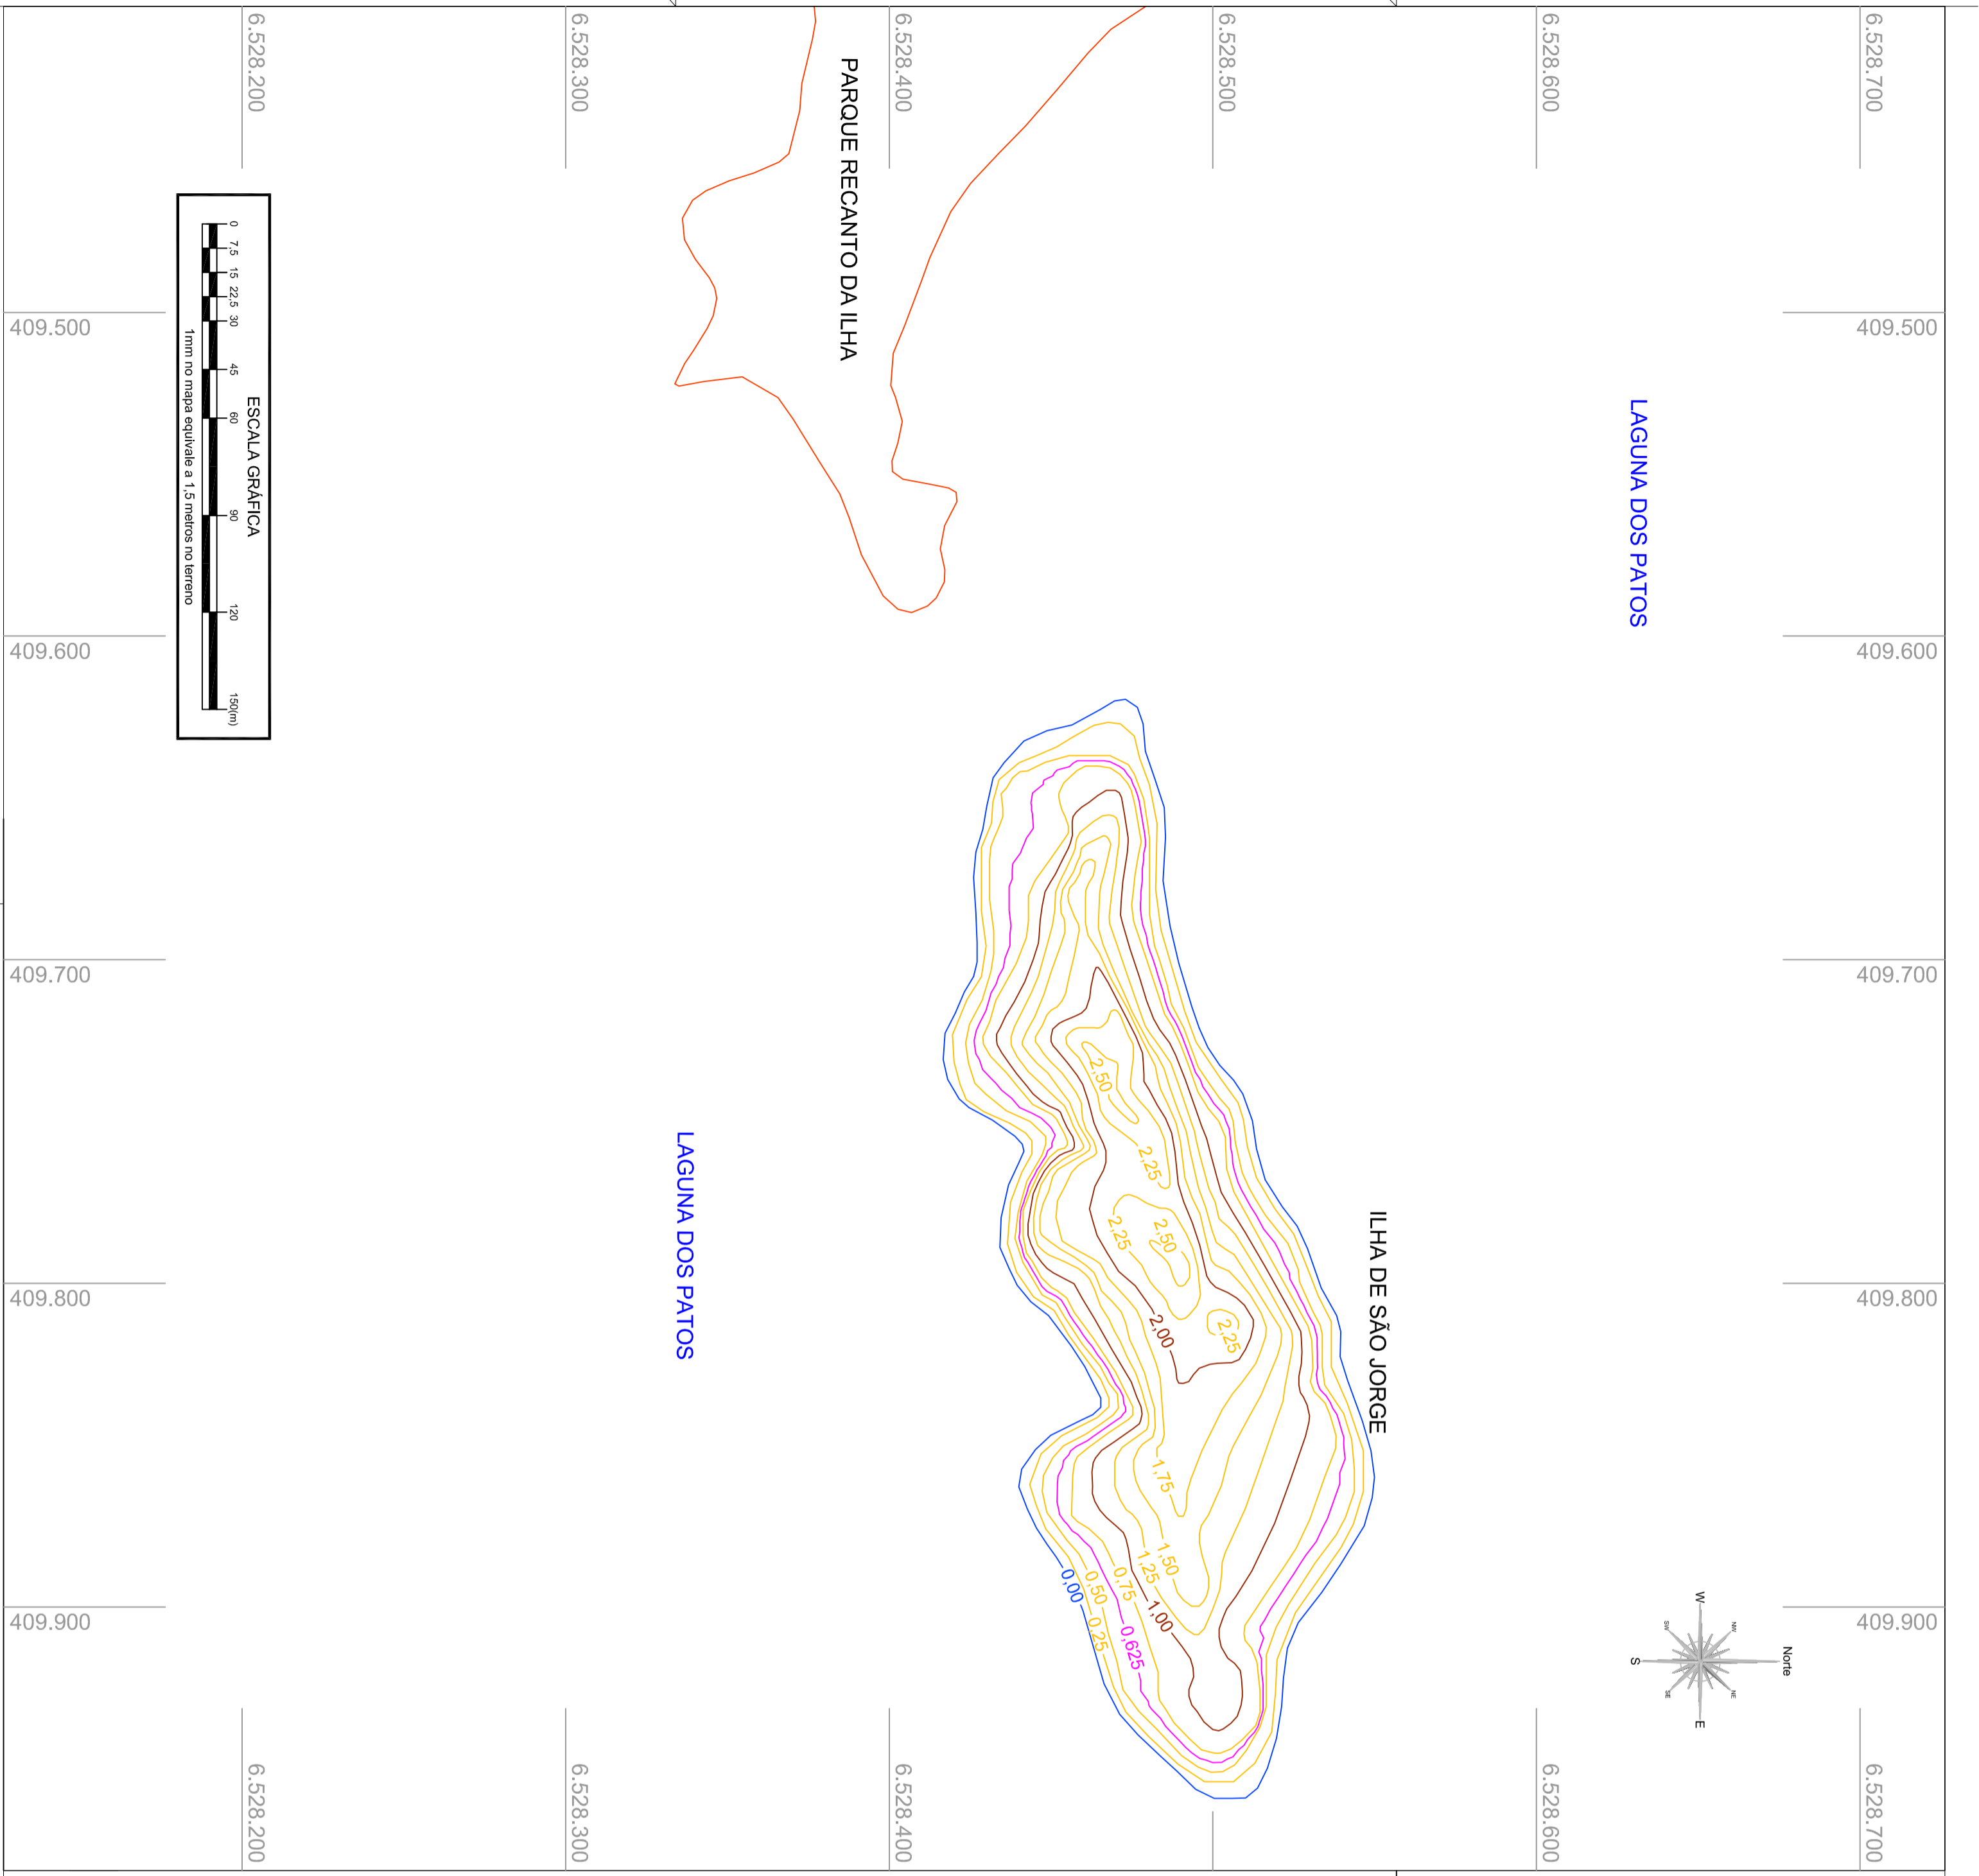 6.528.200
6.528.300
6.528.400
6.528.500
6.528.600
6.528.700
PARQUE RECANTO DA ILHA
ESCALA GRÁFICA
0 7,5 15 22,5 30 45 60 90 120 150(m)
1mm no mapa equivale a 1,5 metros no terreno
409.500
409.500
LAGUNA DOS PATOS
409.600
409.600
409.700
409.700
LAGUNA DOS PATOS
ILHA DE SÃO JORGE
2,50
2,25
2,50
2,25
2,25
2,00
409.800
409.800
1,75
1,50
1,25
0,75
0,50
0,00
1,00
0,25
0,625
409.900
409.900
Norte
NW
NE
W
E
SW
SE
S
6.528.200
6.528.300
6.528.400
6.528.600
6.528.700